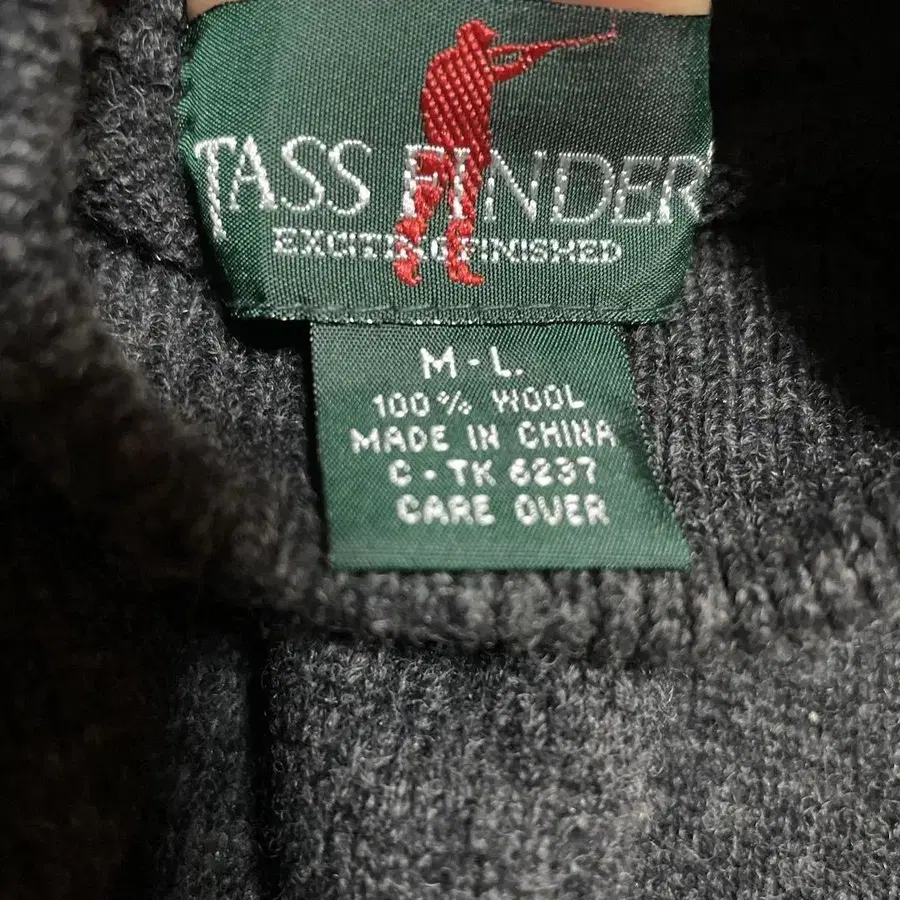 TASS FINDER
EXCITING FINISHED
M - L.
100% WOOL
MADE IN CHINA
C - TK 6237
CARE OVER